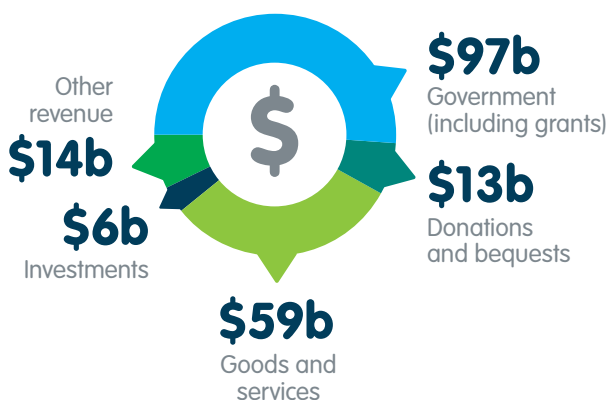 $
$97b
Government
(including grants)
$13b
Donations
and bequests
$59b
Goods and
services
$6b
Investments
Other
revenue
$14b